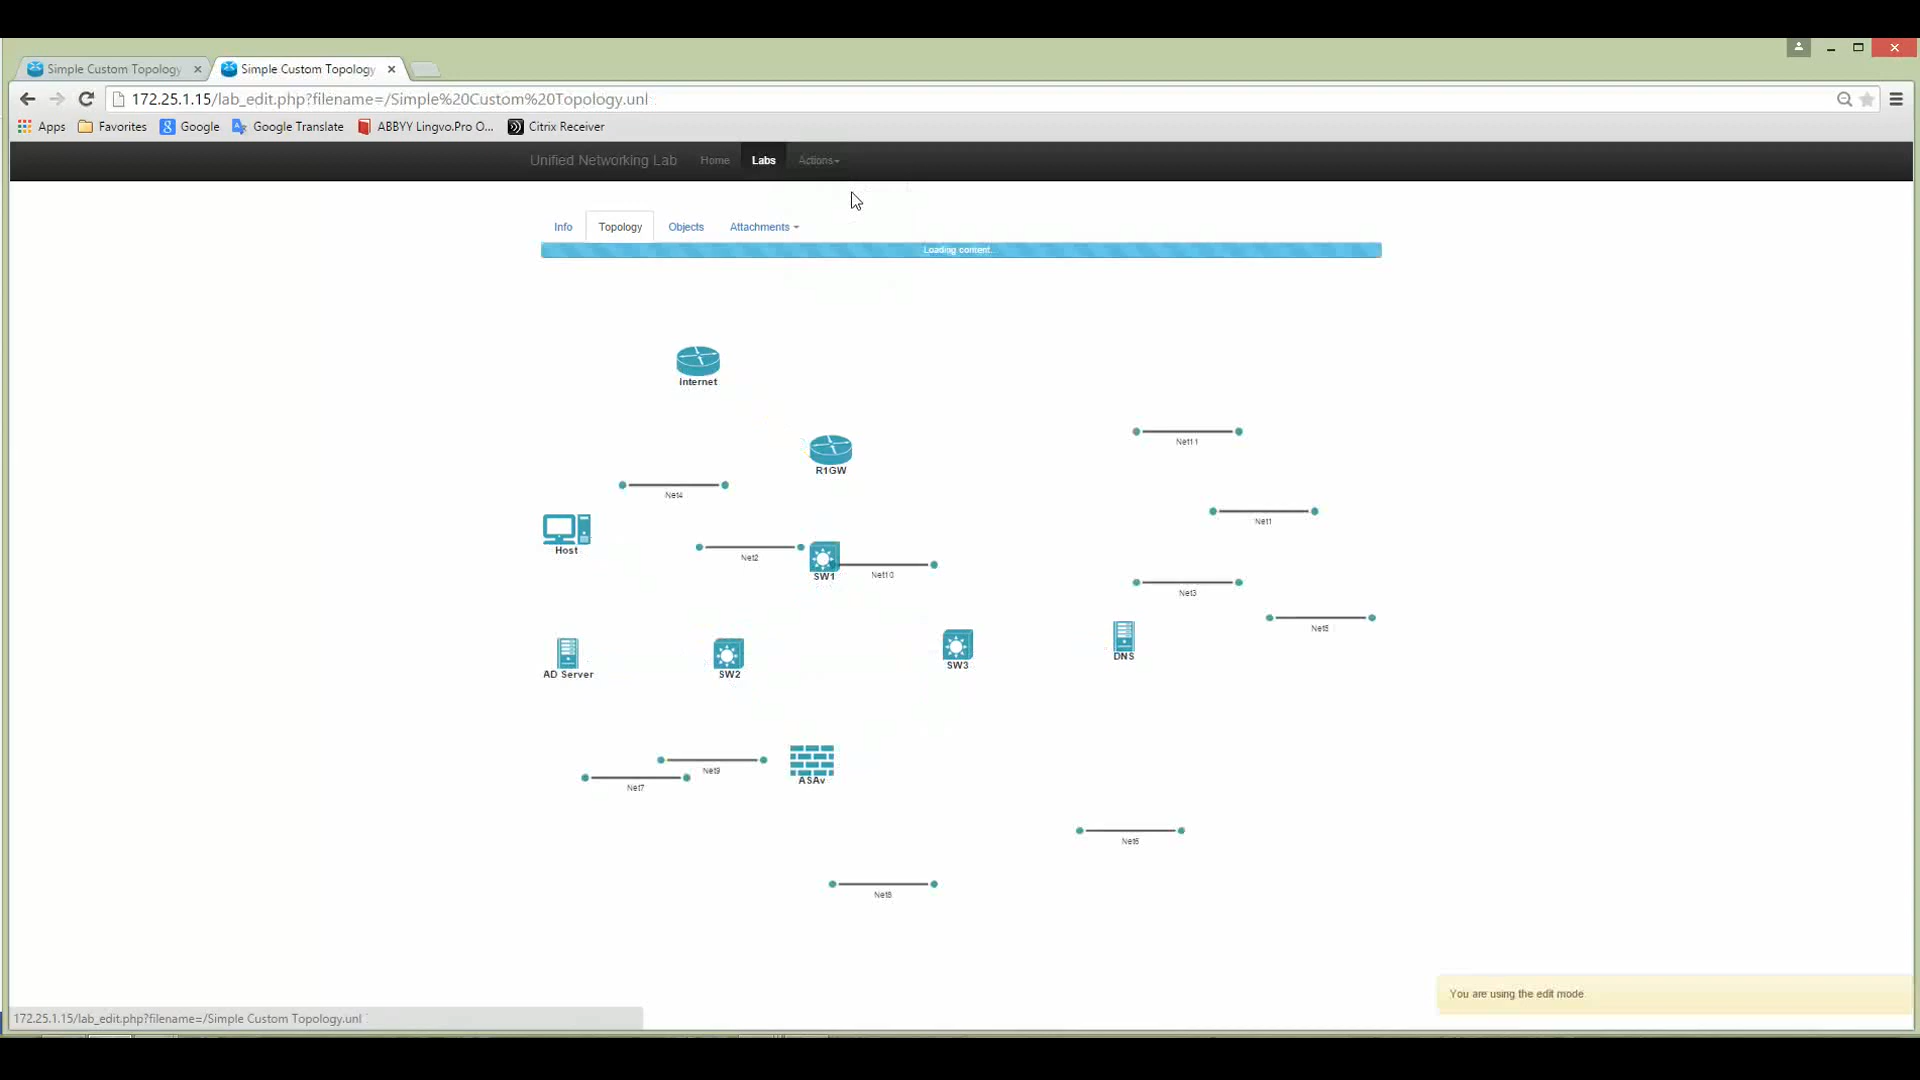 Simple Custom Topology
Simple Custom Topology
172.25.1.15/lab_edit.php?filename=/Simple%20Custom%20Topology.unl
Apps Favorites Google Google Translate ABBYY Lingvo.Pro O... Citrix Receiver
Unified Networking Lab Home Labs Actions
Info Topology Objects Attachments
Loading content...
Internet
Net11
R1GW
Net4
Net1
Host
Net2
SW1
Net10
Net3
Net5
DNS
SW3
AD Server
SW2
Net9
ASAv
Net7
Net6
Net8
You are using the edit mode
172.25.1.15/lab_edit.php?filename=/Simple Custom Topology.unl